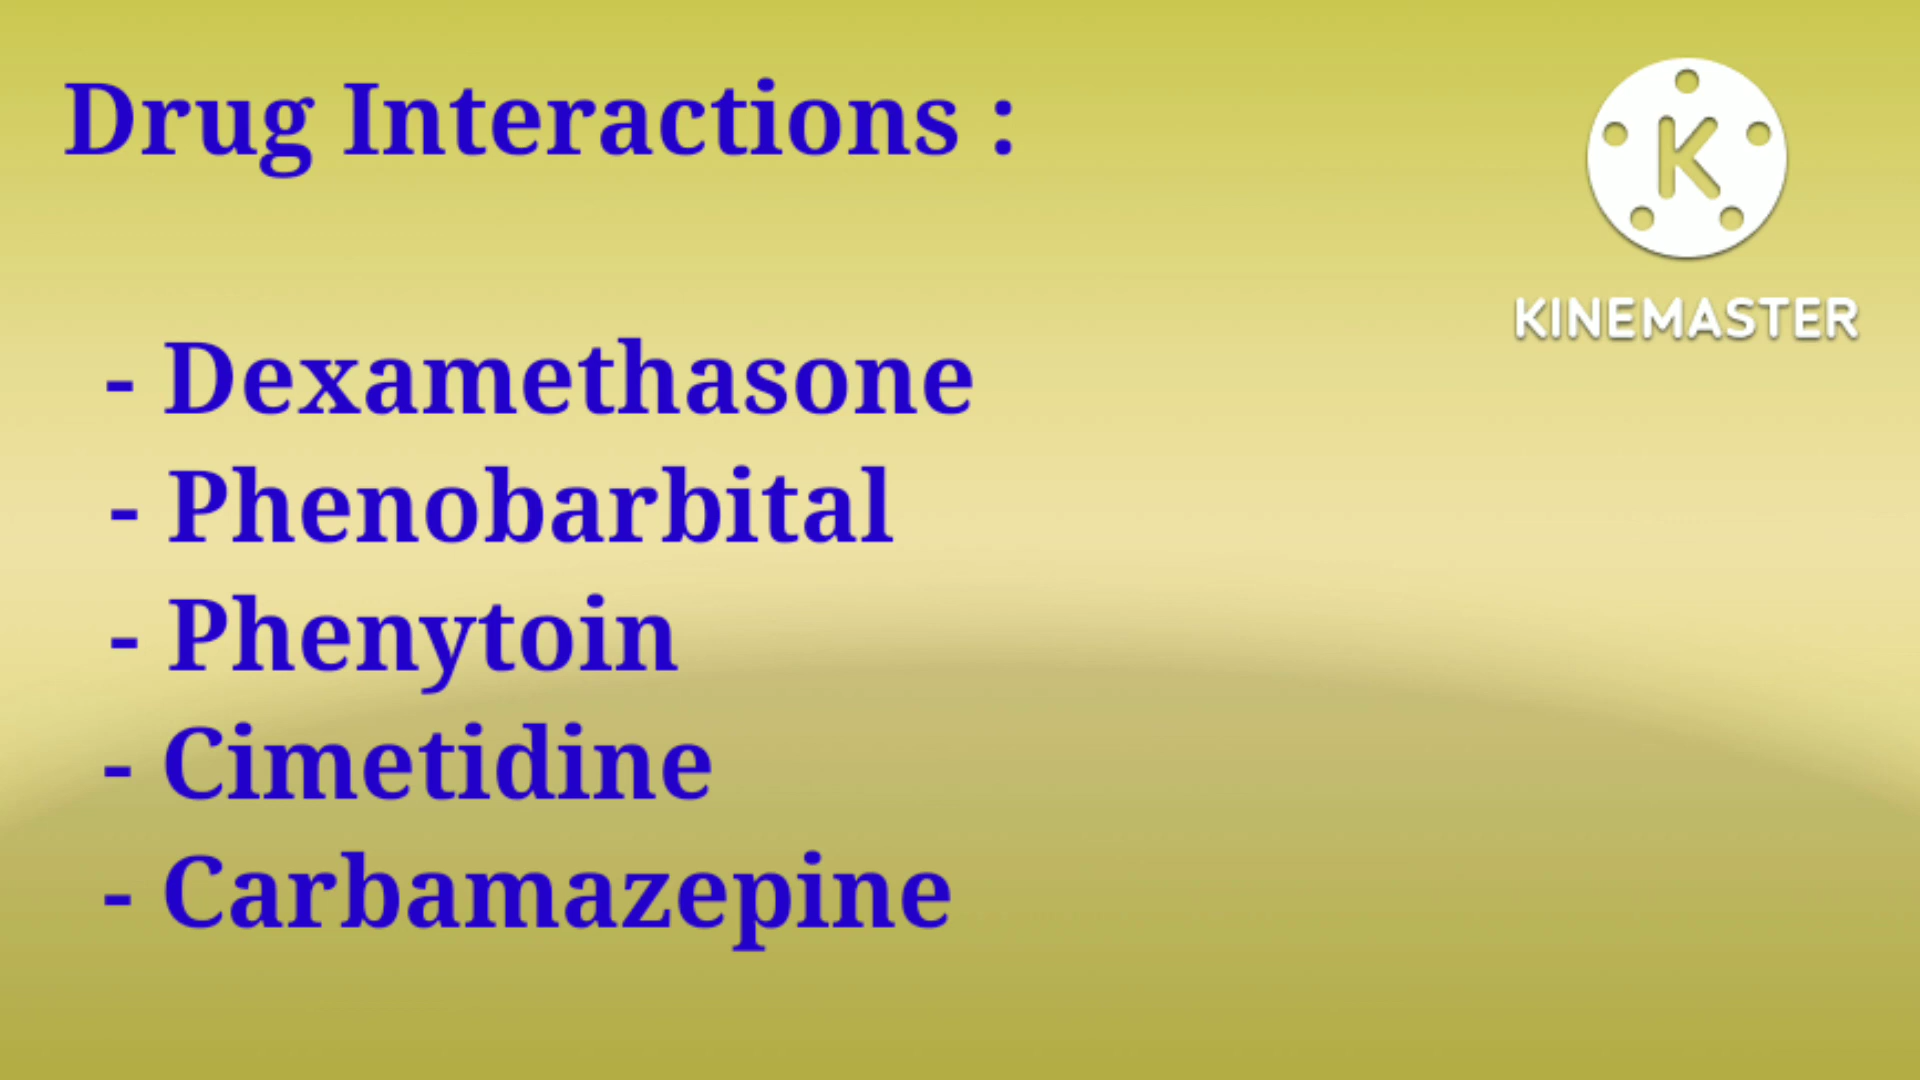 Drug Interactions :
K
KINEMASTER
- Dexamethasone
- Phenobarbital
- Phenytoin
- Cimetidine
- Carbamazepine